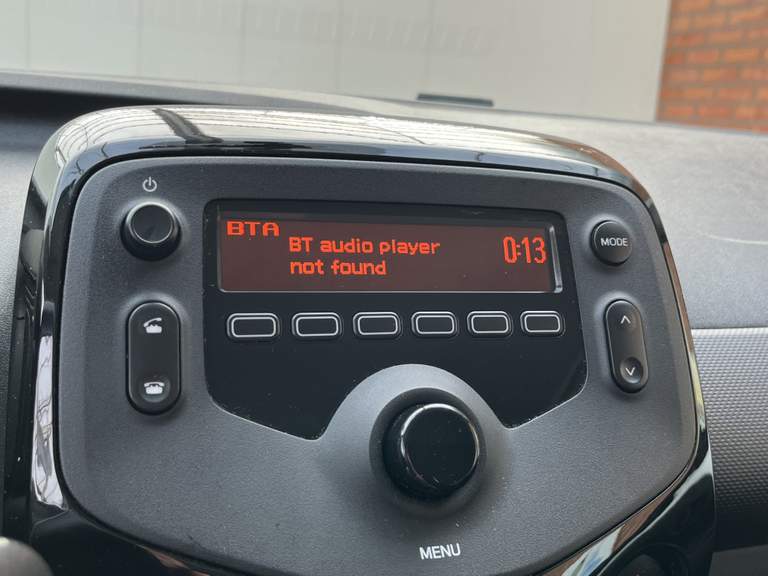 BTA
BT audio player
not found
0:13
MODE
MENU